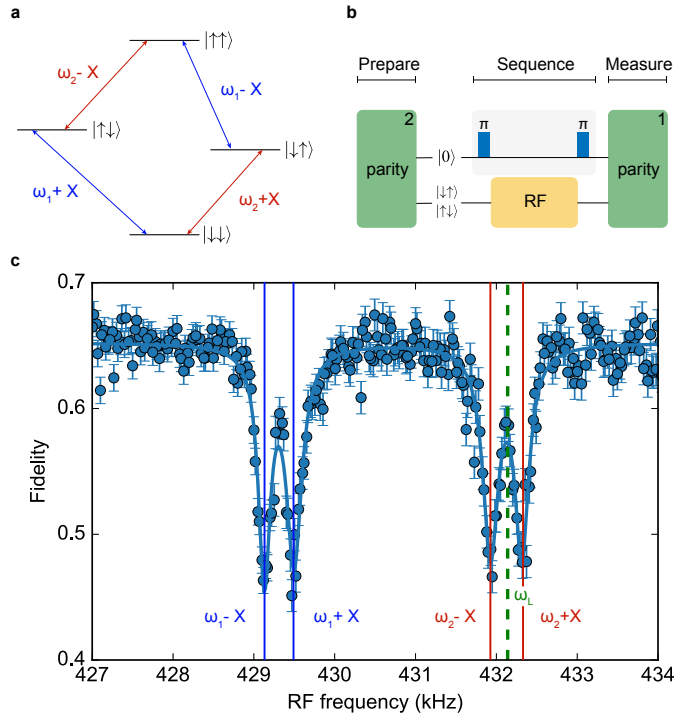 a
|↑↑⟩
ω₂- X
ω₁- X
|↑↓⟩
|↓↑⟩
ω₁+ X
ω₂+X
|↓↓⟩
b
Prepare
Sequence
Measure
2
parity
|0⟩
π
π
1
parity
|↓↑⟩
|↑↓⟩
RF
c
0.7
0.6
0.5
0.4
Fidelity
ω₁- X
ω₁+ X
ω₂- X
ω_L
ω₂+X
427
428
429
430
431
432
433
434
RF frequency (kHz)